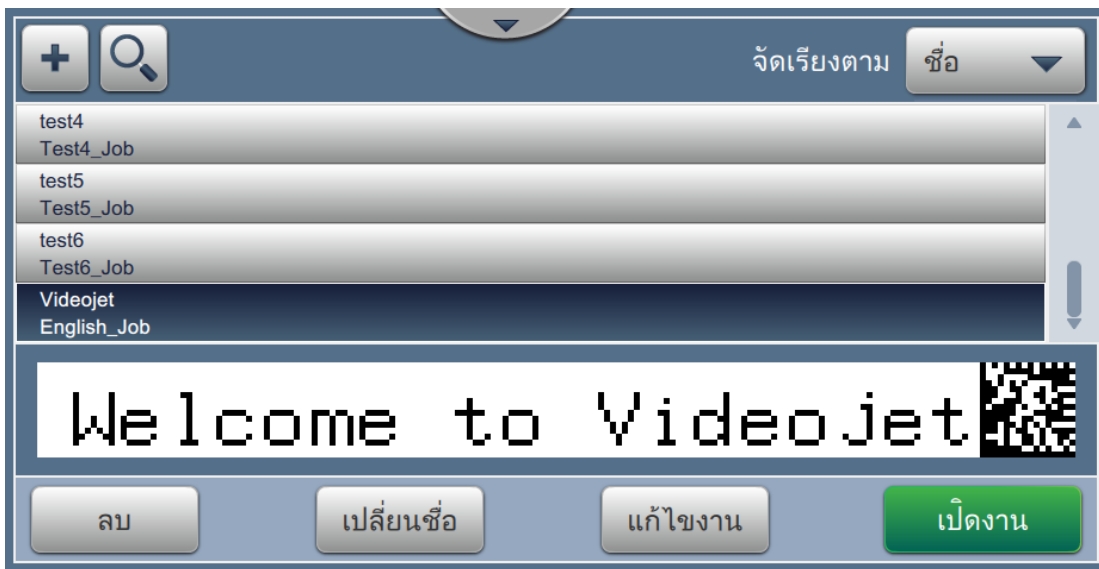 จัดเรียงตาม ชื่อ
test4
Test4_Job
test5
Test5_Job
test6
Test6_Job
Videojet
English_Job
Welcome to Videojet
ลบ เปลี่ยนชื่อ แก้ไขงาน เปิดงาน